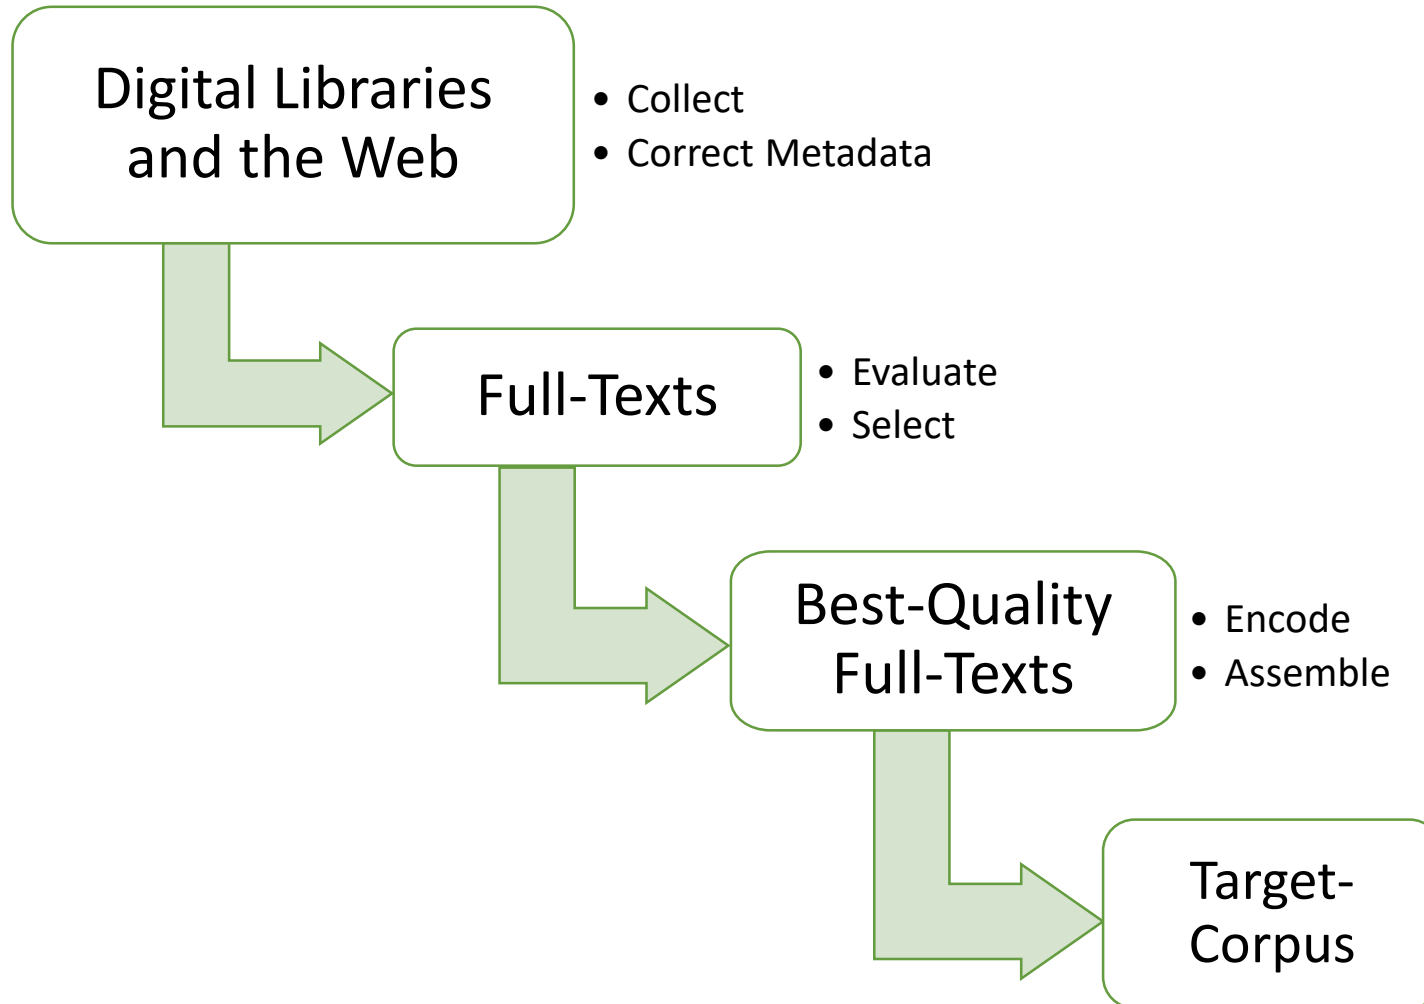 Digital Libraries
and the Web
• Collect
• Correct Metadata
Full-Texts
• Evaluate
• Select
Best-Quality
Full-Texts
• Encode
• Assemble
Target-
Corpus